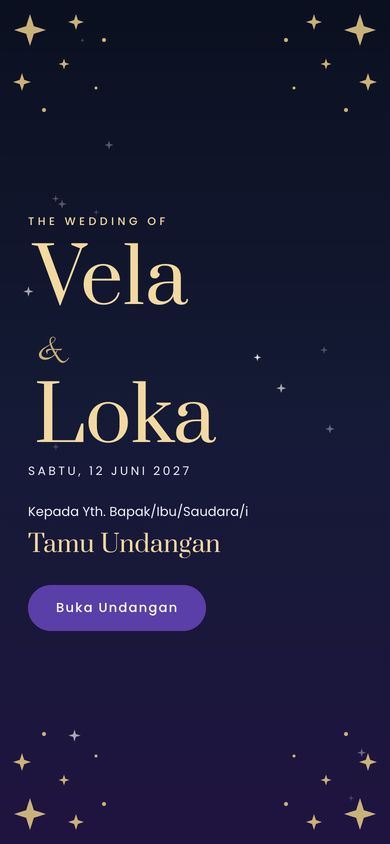 THE WEDDING OF
Vela
&
Loka
SABTU, 12 JUNI 2027
Kepada Yth. Bapak/Ibu/Saudara/i
Tamu Undangan
Buka Undangan